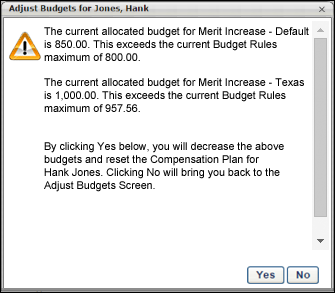 Adjust Budgets for Jones, Hank
The current allocated budget for Merit Increase - Default
is 850.00. This exceeds the current Budget Rules
maximum of 800.00.
The current allocated budget for Merit Increase - Texas
is 1,000.00. This exceeds the current Budget Rules
maximum of 957.56.
By clicking Yes below, you will decrease the above
budgets and reset the Compensation Plan for
Hank Jones. Clicking No will bring you back to the
Adjust Budgets Screen.
Yes No